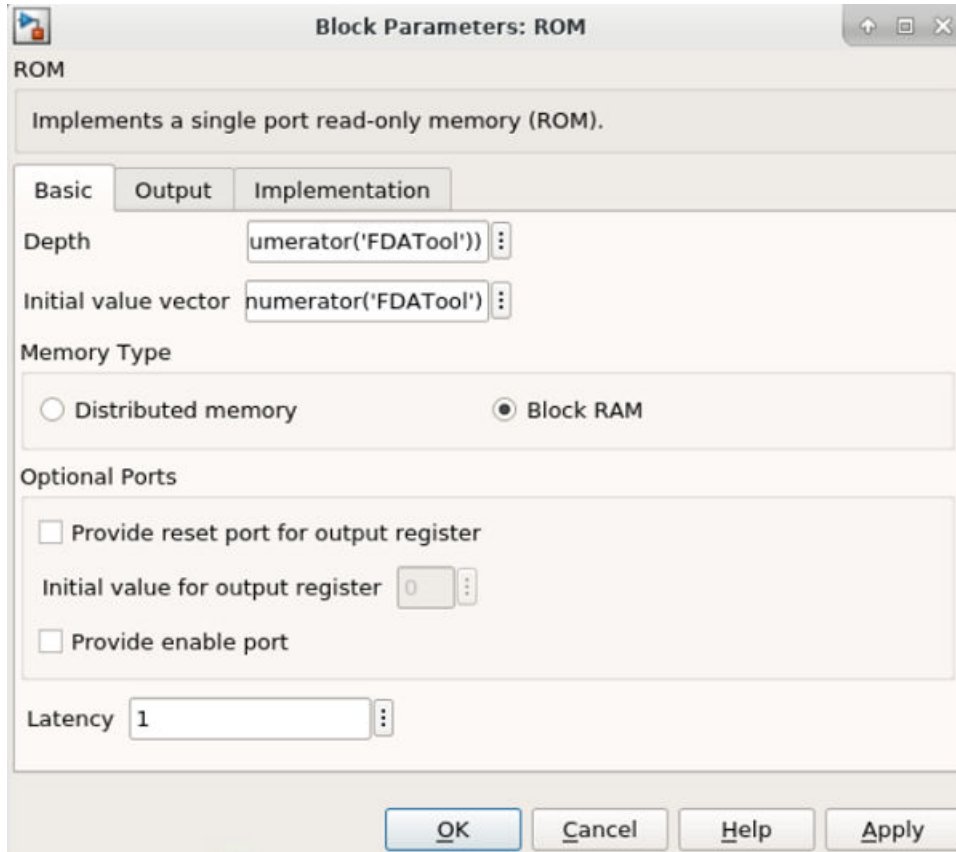 Block Parameters: ROM
ROM
Implements a single port read-only memory (ROM).
Basic Output Implementation
Depth umerator('FDATool'))
Initial value vector numerator('FDATool')
Memory Type
Distributed memory Block RAM
Optional Ports
Provide reset port for output register
Initial value for output register 0
Provide enable port
Latency 1
OK Cancel Help Apply